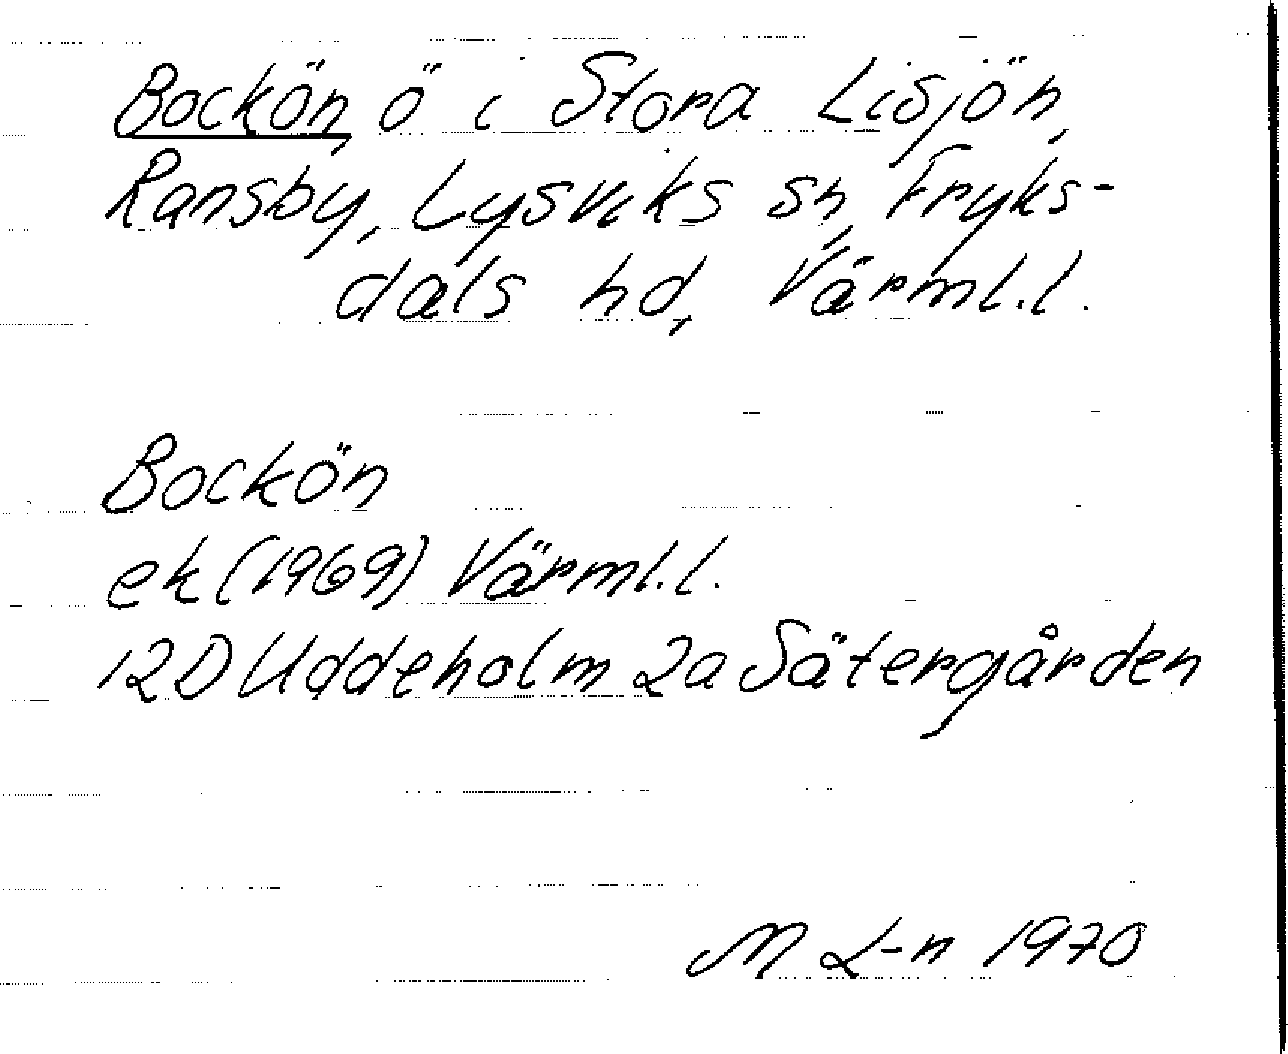 Bockön, ö i Stora Lisjön,
Ransby, Lysviks sn, Fryks-
dals hd, Värml.l.
Bockön
ek (1969) Värml.l.
12D Uddeholm 2a Sätergården
M L-n 1970